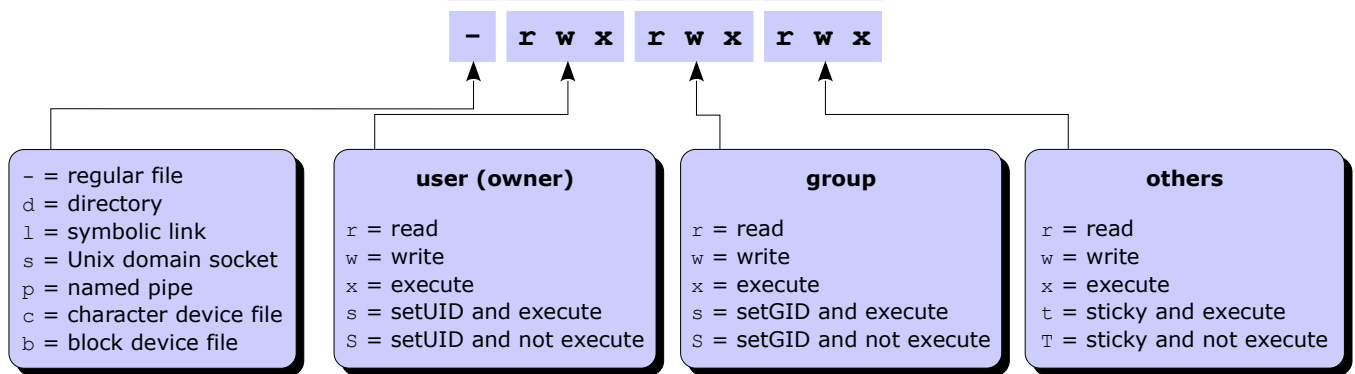 - r w x r w x r w x
- = regular file
d = directory
l = symbolic link
s = Unix domain socket
p = named pipe
c = character device file
b = block device file
user (owner)
r = read
w = write
x = execute
s = setUID and execute
S = setUID and not execute
group
r = read
w = write
x = execute
s = setGID and execute
S = setGID and not execute
others
r = read
w = write
x = execute
t = sticky and execute
T = sticky and not execute